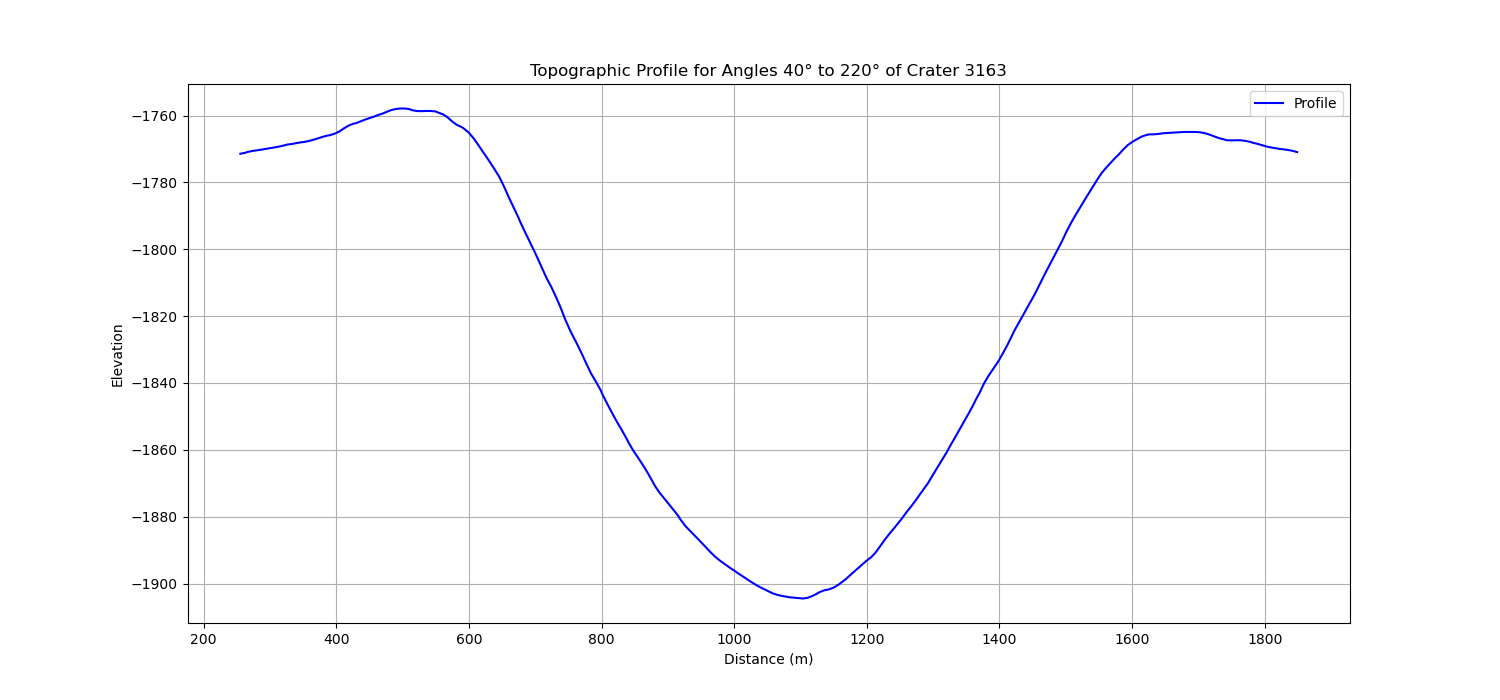 Topographic Profile for Angles 40° to 220° of Crater 3163
Profile
−1760
−1780
−1800
−1820
−1840
−1860
−1880
−1900
Elevation
200 400 600 800 1000 1200 1400 1600 1800
Distance (m)